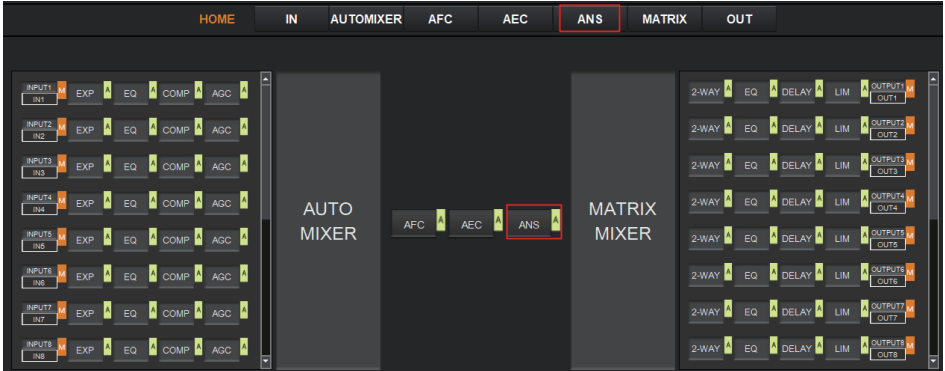 HOME IN AUTOMIXER AFC AEC ANS MATRIX OUT
INPUT1 M EXP A EQ A COMP A AGC A
IN1
INPUT2 M EXP A EQ A COMP A AGC A
IN2
INPUT3 M EXP A EQ A COMP A AGC A
IN3
INPUT4 M EXP A EQ A COMP A AGC A
IN4
INPUT5 M EXP A EQ A COMP A AGC A
IN5
INPUT6 M EXP A EQ A COMP A AGC A
IN6
INPUT7 M EXP A EQ A COMP A AGC A
IN7
INPUT8 M EXP A EQ A COMP A AGC A
IN8
AUTO
MIXER
AFC A AEC A ANS A
MATRIX
MIXER
2-WAY A EQ A DELAY A LIM A OUTPUT1 M
OUT1
2-WAY A EQ A DELAY A LIM A OUTPUT2 M
OUT2
2-WAY A EQ A DELAY A LIM A OUTPUT3 M
OUT3
2-WAY A EQ A DELAY A LIM A OUTPUT4 M
OUT4
2-WAY A EQ A DELAY A LIM A OUTPUT5 M
OUT5
2-WAY A EQ A DELAY A LIM A OUTPUT6 M
OUT6
2-WAY A EQ A DELAY A LIM A OUTPUT7 M
OUT7
2-WAY A EQ A DELAY A LIM A OUTPUT8 M
OUT8